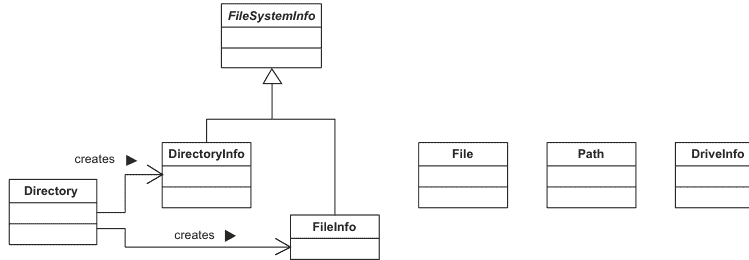 FileSystemInfo
creates ▶
DirectoryInfo
File
Path
DriveInfo
Directory
creates ▶
FileInfo